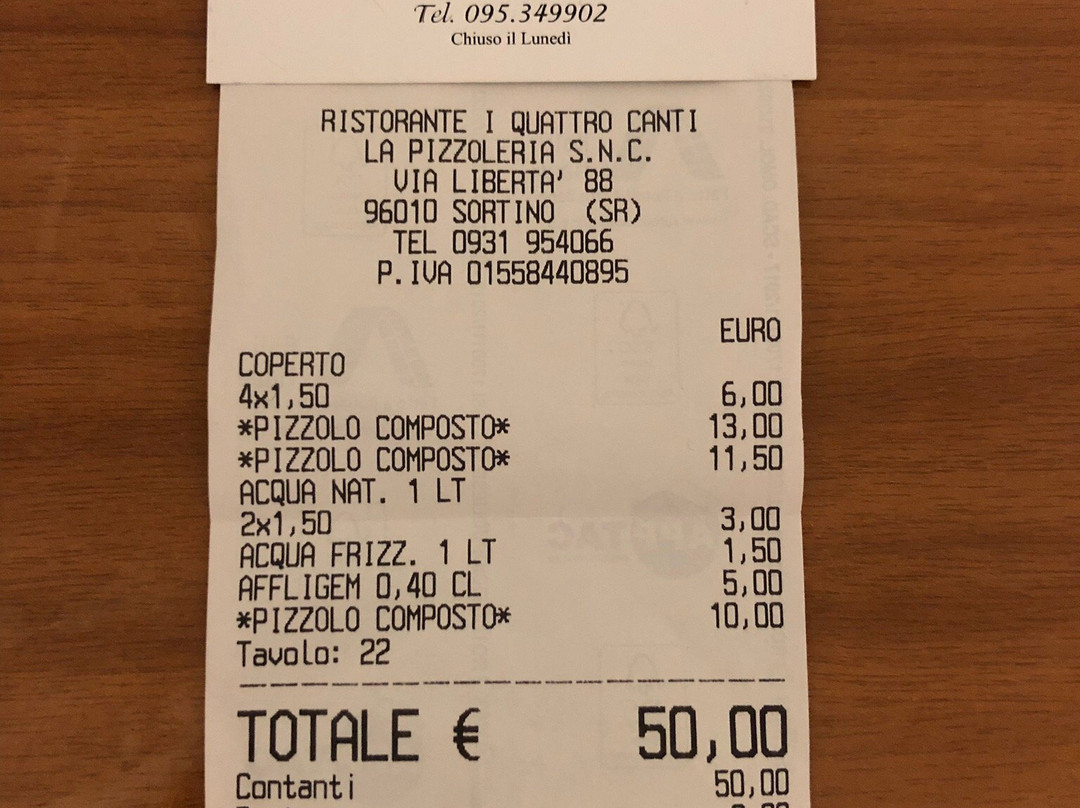 Tel. 095.349902
Chiuso il Lunedì
RISTORANTE I QUATTRO CANTI
LA PIZZOLERIA S.N.C.
VIA LIBERTA' 88
96010 SORTINO (SR)
TEL 0931 954066
P.IVA 01558440895
EURO
COPERTO
4x1,50 6,00
*PIZZOLO COMPOSTO* 13,00
*PIZZOLO COMPOSTO* 11,50
ACQUA NAT. 1 LT
2x1,50 3,00
ACQUA FRIZZ. 1 LT 1,50
AFFLIGEM 0,40 CL 5,00
*PIZZOLO COMPOSTO* 10,00
Tavolo: 22
TOTALE € 50,00
Contanti 50,00